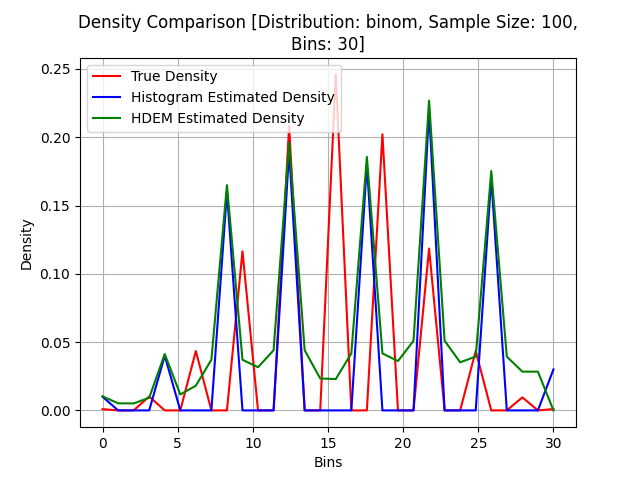 Density Comparison [Distribution: binom, Sample Size: 100,
Bins: 30]
True Density
Histogram Estimated Density
HDEM Estimated Density
Density
0.25
0.20
0.15
0.10
0.05
0.00
0 5 10 15 20 25 30
Bins